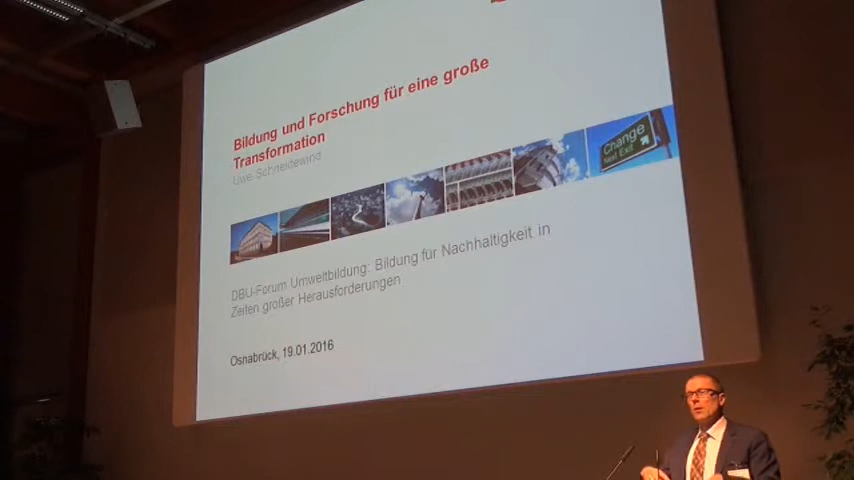 Bildung und Forschung für eine große
Transformation
Uwe Schneidewind
Change
NEXT EXIT
DBU-Forum Umweltbildung: Bildung für Nachhaltigkeit in
Zeiten großer Herausforderungen
Osnabrück, 19.01.2016